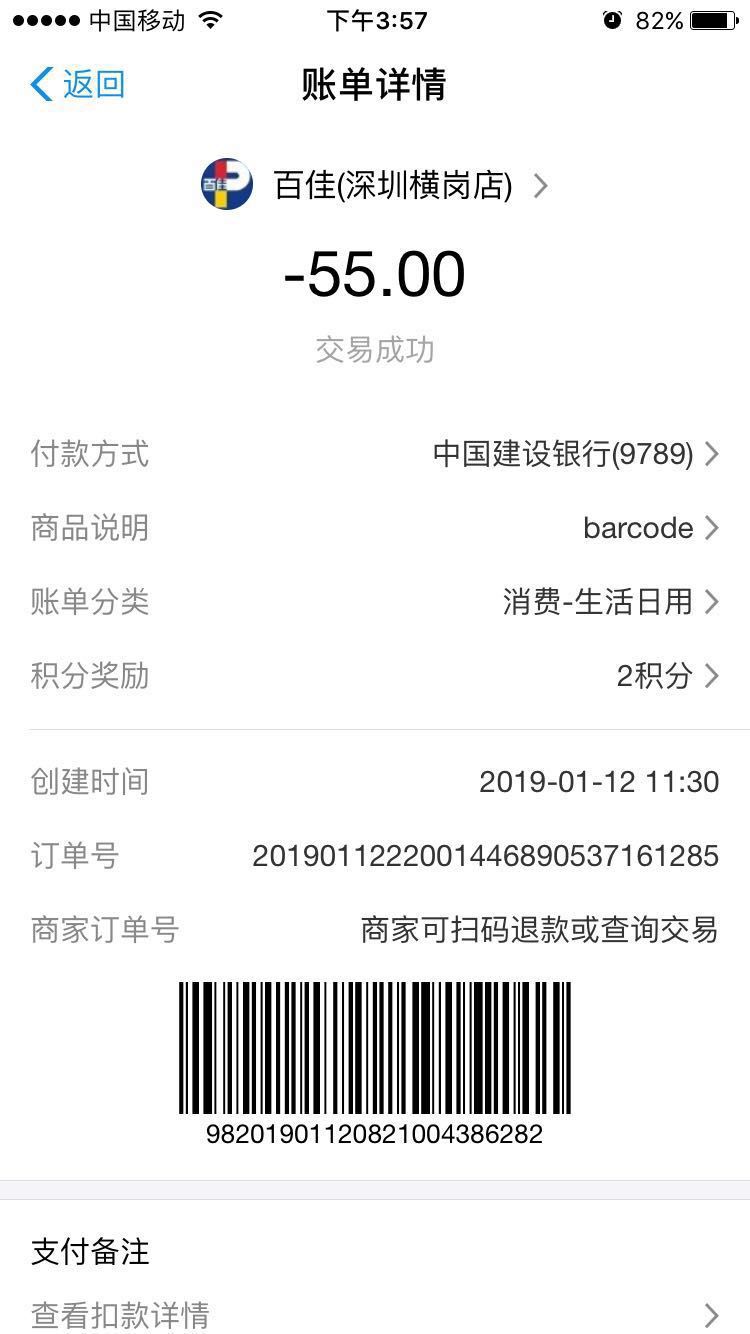 中国移动 下午3:57 82%
返回 账单详情
百佳 百佳(深圳横岗店)
-55.00
交易成功
付款方式 中国建设银行(9789)
商品说明 barcode
账单分类 消费-生活日用
积分奖励 2积分
创建时间 2019-01-12 11:30
订单号 2019011222001446890537161285
商家订单号 商家可扫码退款或查询交易
98201901120821004386282
支付备注
查看扣款详情